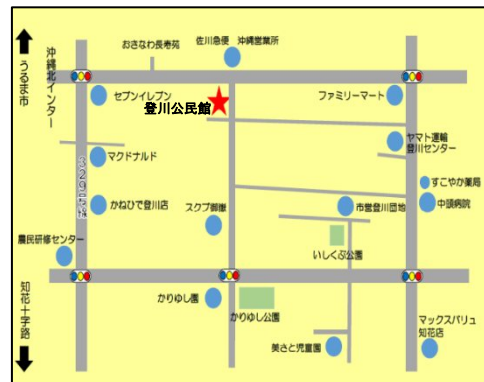 うるま市
沖縄北インター
おきなわ長寿苑
佐川急便 沖縄営業所
セブンイレブン
登川公民館
ファミリーマート
ヤマト運輸
登川センター
マクドナルド
329号線
すこやか薬局
かねひで登川店
市営登川団地
中頭病院
スクブ御嶽
農民研修センター
いしくぶ公園
知花十字路
かりゆし園
かりゆし公園
マックスバリュ
知花店
美さと児童園